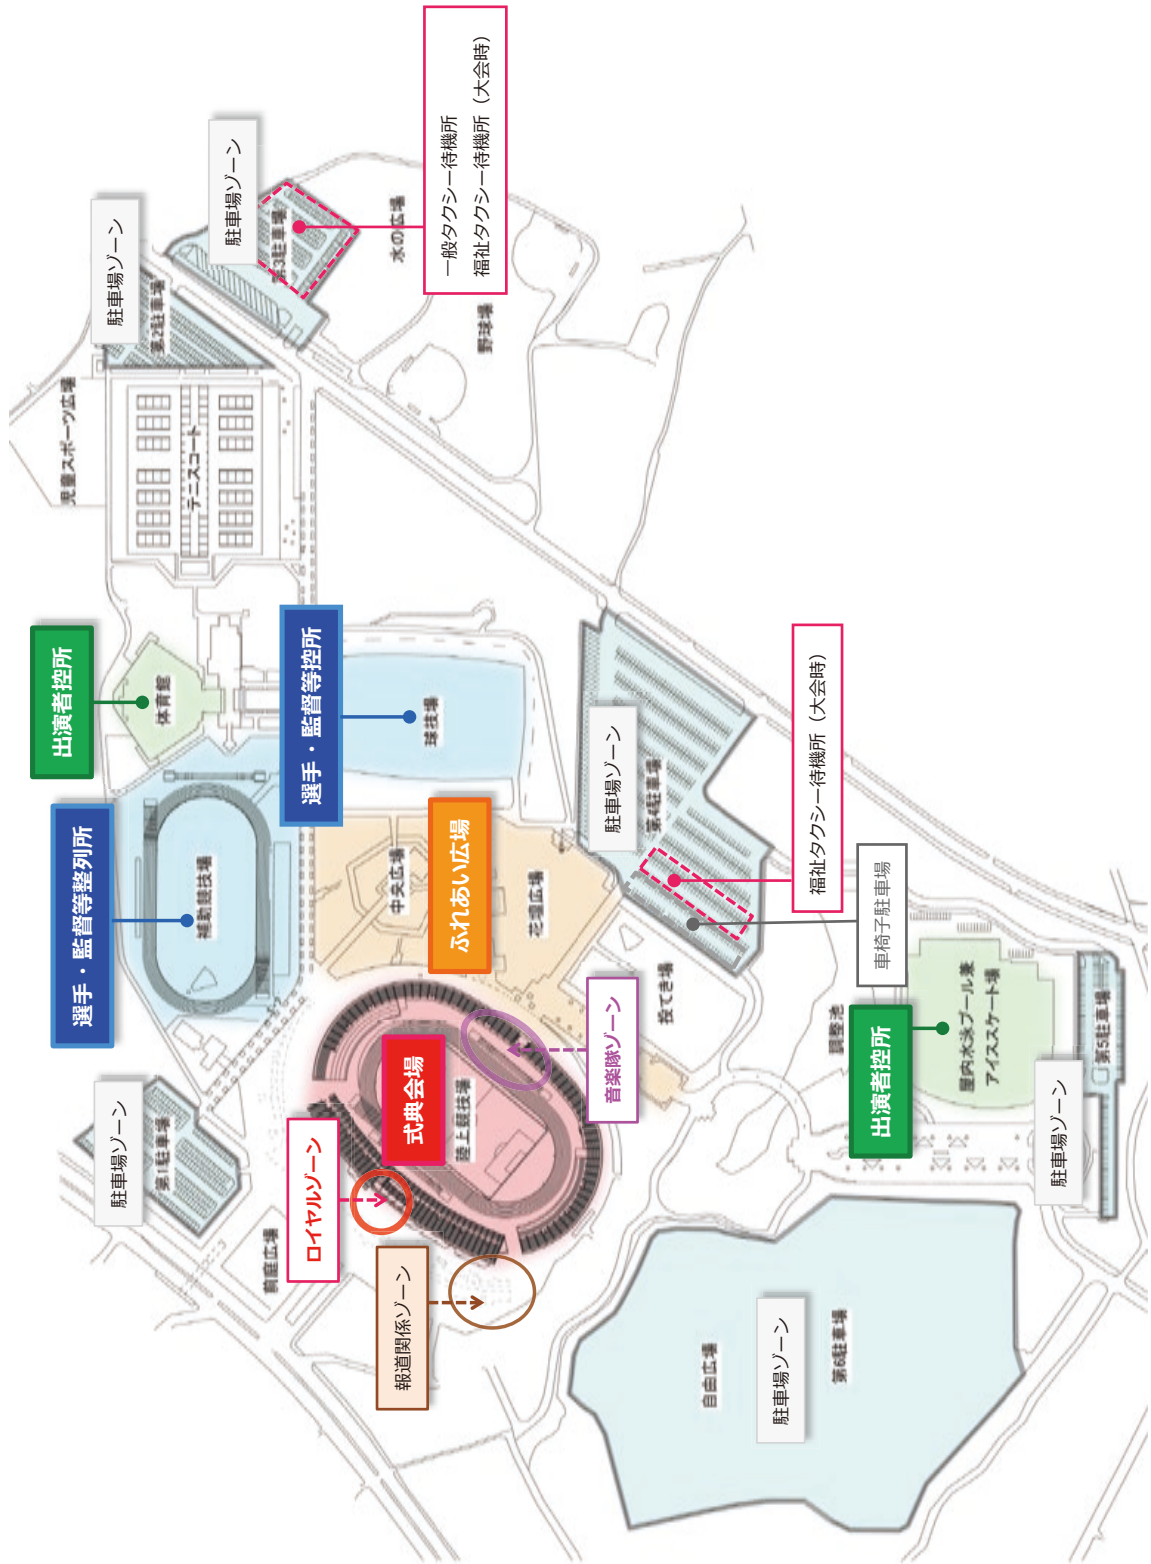 駐車場ゾーン
第1駐車場
前庭広場
選手・監督等整列所
補助競技場
出演者控所
体育館
児童スポーツ広場
テニスコート
駐車場ゾーン
第2駐車場
駐車場ゾーン
第3駐車場
水の広場
一般タクシー待機所
福祉タクシー待機所（大会時）
野球場
選手・監督等控所
球技場
中央広場
ふれあい広場
花壇広場
ロイヤルゾーン
式典会場
陸上競技場
報道関係ゾーン
音楽隊ゾーン
投てき場
駐車場ゾーン
第4駐車場
福祉タクシー待機所（大会時）
車椅子駐車場
調整池
自由広場
駐車場ゾーン
第6駐車場
出演者控所
屋内水泳プール兼
アイススケート場
駐車場ゾーン
第5駐車場